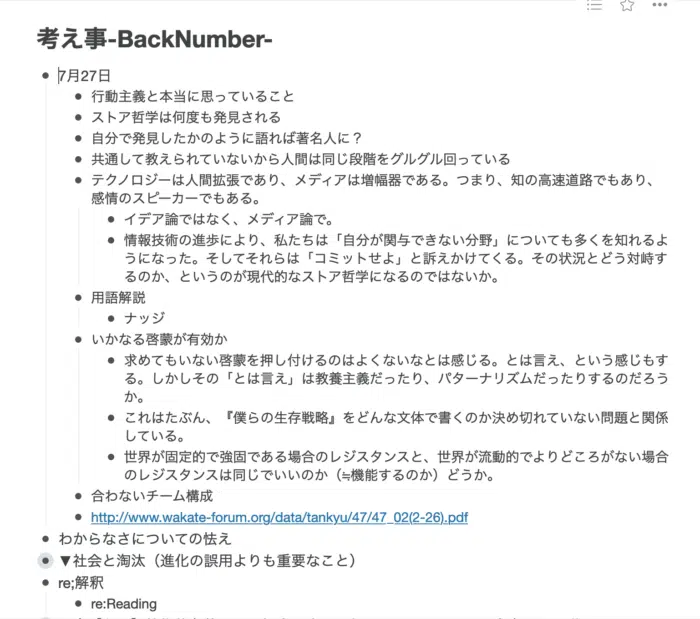 考え事-BackNumber-
7月27日
行動主義と本当に思っていること
ストア哲学は何度も発見される
自分で発見したかのように語れば著名人に？
共通して教えられていないから人間は同じ段階をグルグル回っている
テクノロジーは人間拡張であり、メディアは増幅器である。つまり、知の高速道路でもあり、
感情のスピーカーでもある。
イデア論ではなく、メディア論で。
情報技術の進歩により、私たちは「自分が関与できない分野」についても多くを知れるよ
うになった。そしてそれらは「コミットせよ」と訴えかけてくる。その状況とどう対峙す
るのか、というのが現代的なストア哲学になるのではないか。
用語解説
ナッジ
いかなる啓蒙が有効か
求めてもいない啓蒙を押し付けるのはよくないなとは感じる。とは言え、という感じもす
る。しかしその「とは言え」は教養主義だったり、パターナリズムだったりするのだろう
か。
これはたぶん、『僕らの生存戦略』をどんな文体で書くのか決め切れていない問題と関係
している。
世界が固定的で強固である場合のレジスタンスと、世界が流動的でよりどころがない場合
のレジスタンスは同じでいいのか（≒機能するのか）どうか。
合わないチーム構成
http://www.wakate-forum.org/data/tankyu/47/47_02(2-26).pdf
わからなさについての怯え
▼社会と淘汰（進化の誤用よりも重要なこと）
re;解釈
re:Reading